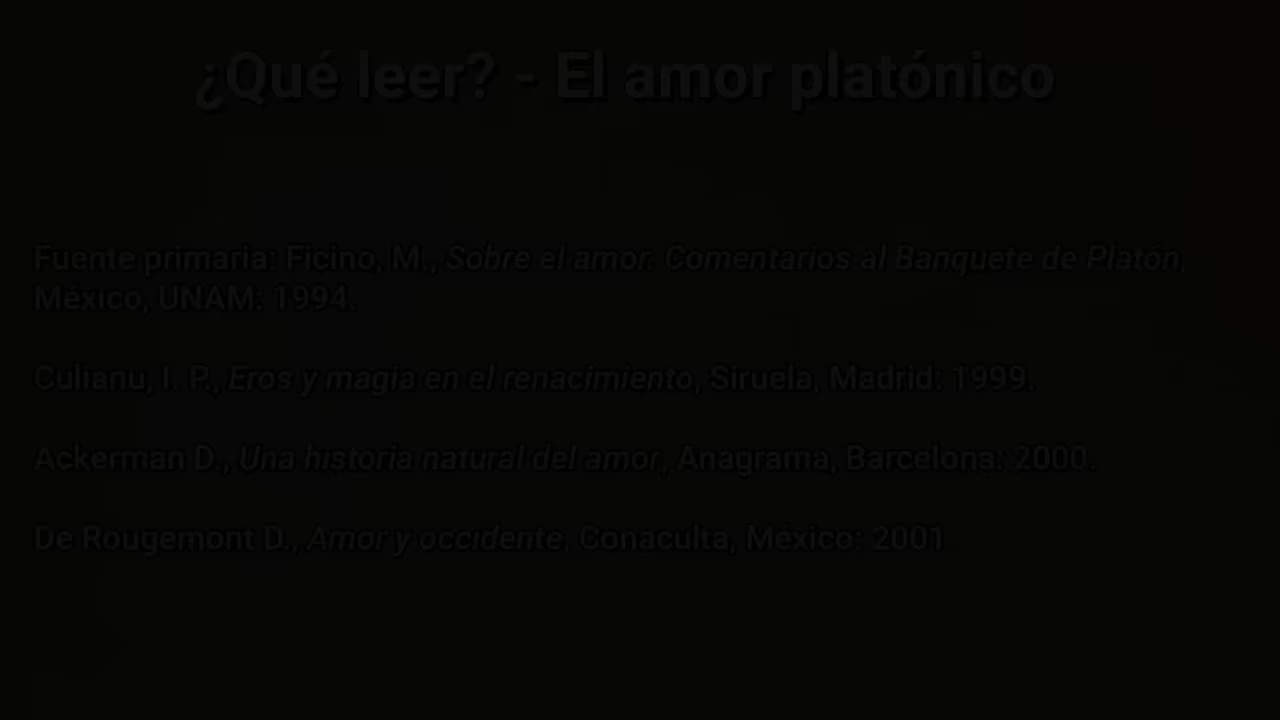 ¿Qué leer? - El amor platónico
Fuente primaria: Ficino, M., Sobre el amor. Comentarios al Banquete de Platón,
México, UNAM: 1994.
Culianu, I. P., Eros y magia en el renacimiento, Siruela, Madrid: 1999.
Ackerman D., Una historia natural del amor, Anagrama, Barcelona: 2000.
De Rougemont D., Amor y occidente. Conaculta, México: 2001